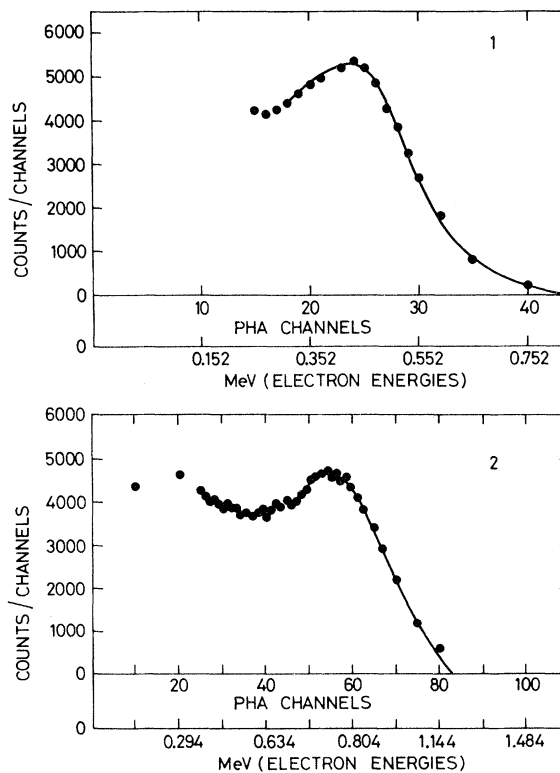 6000
5000
4000
3000
2000
1000
0
COUNTS/CHANNELS
1
10 20 30 40
PHA CHANNELS
0
0.152 0.352 0.552 0.752
MeV (ELECTRON ENERGIES)
6000
5000
4000
3000
2000
1000
0
COUNTS/CHANNELS
2
20 40 60 80 100
PHA CHANNELS
0
0.294 0.634 0.804 1.144 1.484
MeV (ELECTRON ENERGIES)